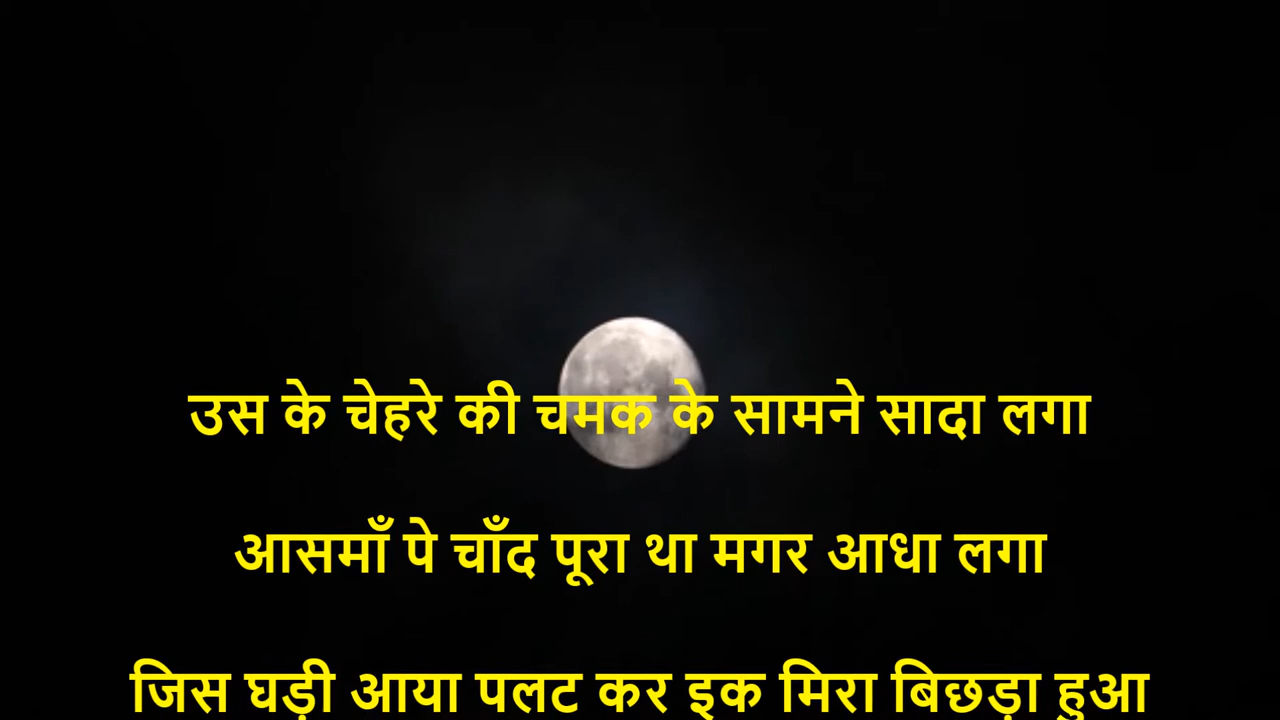 उस के चेहरे की चमक के सामने सादा लगा
आसमाँ पे चाँद पूरा था मगर आधा लगा
जिस घड़ी आया पलट कर इक मिरा बिछड़ा हुआ